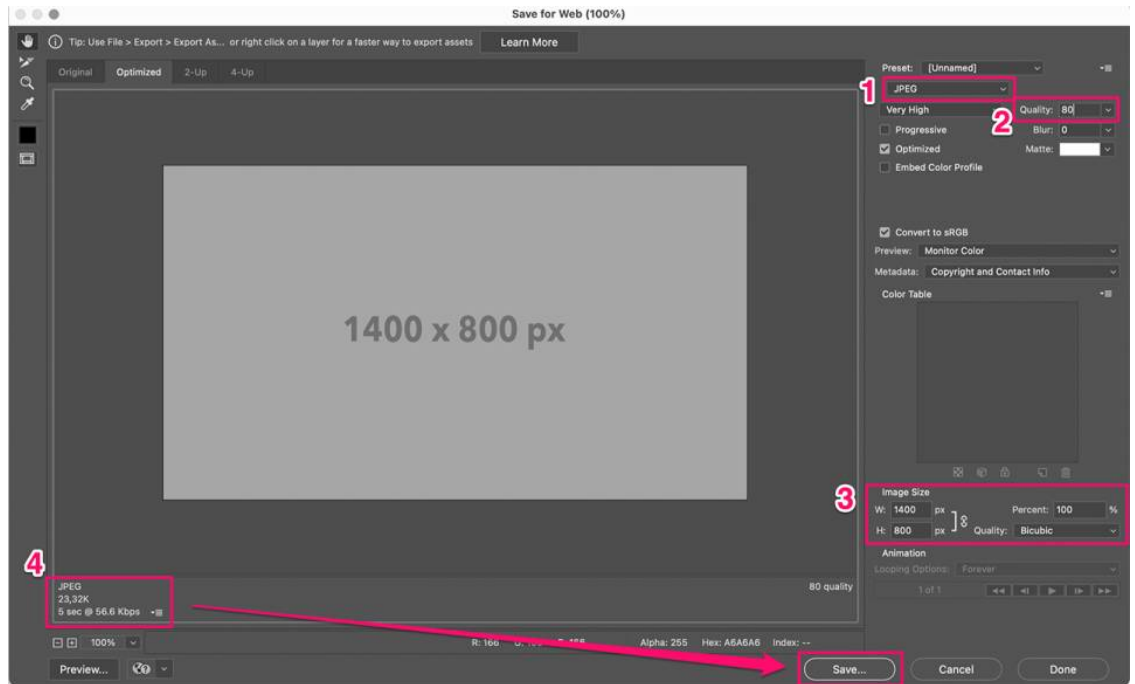 Save for Web (100%)
Tip: Use File > Export > Export As... or right click on a layer for a faster way to export assets Learn More
Original Optimized 2-Up 4-Up
1400 x 800 px
4
JPEG
23,32K
5 sec @ 56.6 Kbps
80 quality
100% R: 166 Alpha: 255 Hex: A6A6A6 Index: --
Preview...
Preset: [Unnamed]
1 JPEG
Very High 2 Quality: 80
Progressive Blur: 0
Optimized Matte:
Embed Color Profile
Convert to sRGB
Preview: Monitor Color
Metadata: Copyright and Contact Info
Color Table
3
Image Size
W: 1400 px Percent: 100 %
H: 800 px Quality: Bicubic
Animation
Looping Options: Forever
1 of 1
Save... Cancel Done